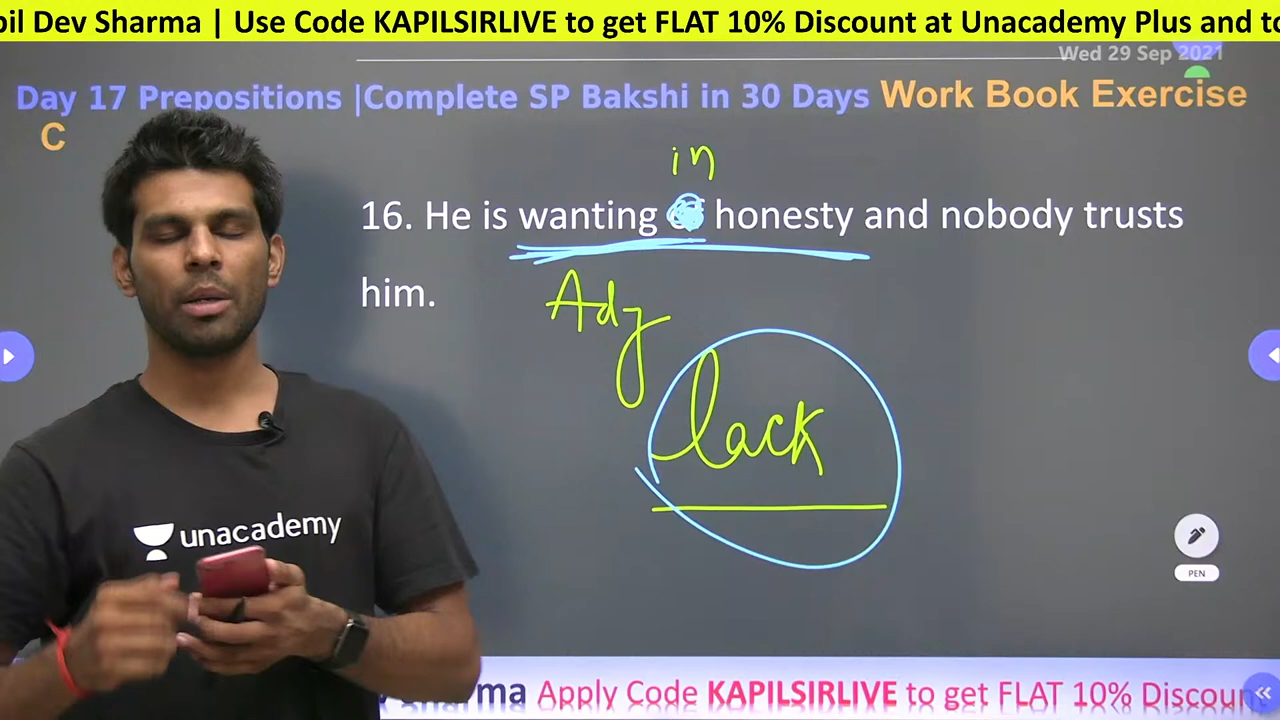 pil Dev Sharma | Use Code KAPILSIRLIVE to get FLAT 10% Discount at Unacademy Plus and to
Wed 29 Sep 2021
Day 17 Prepositions |Complete SP Bakshi in 30 Days Work Book Exercise
C
in
16. He is wanting honesty and nobody trusts
him.
Adj
lack
unacademy
PEN
Sharma Apply Code KAPILSIRLIVE to get FLAT 10% Discoun